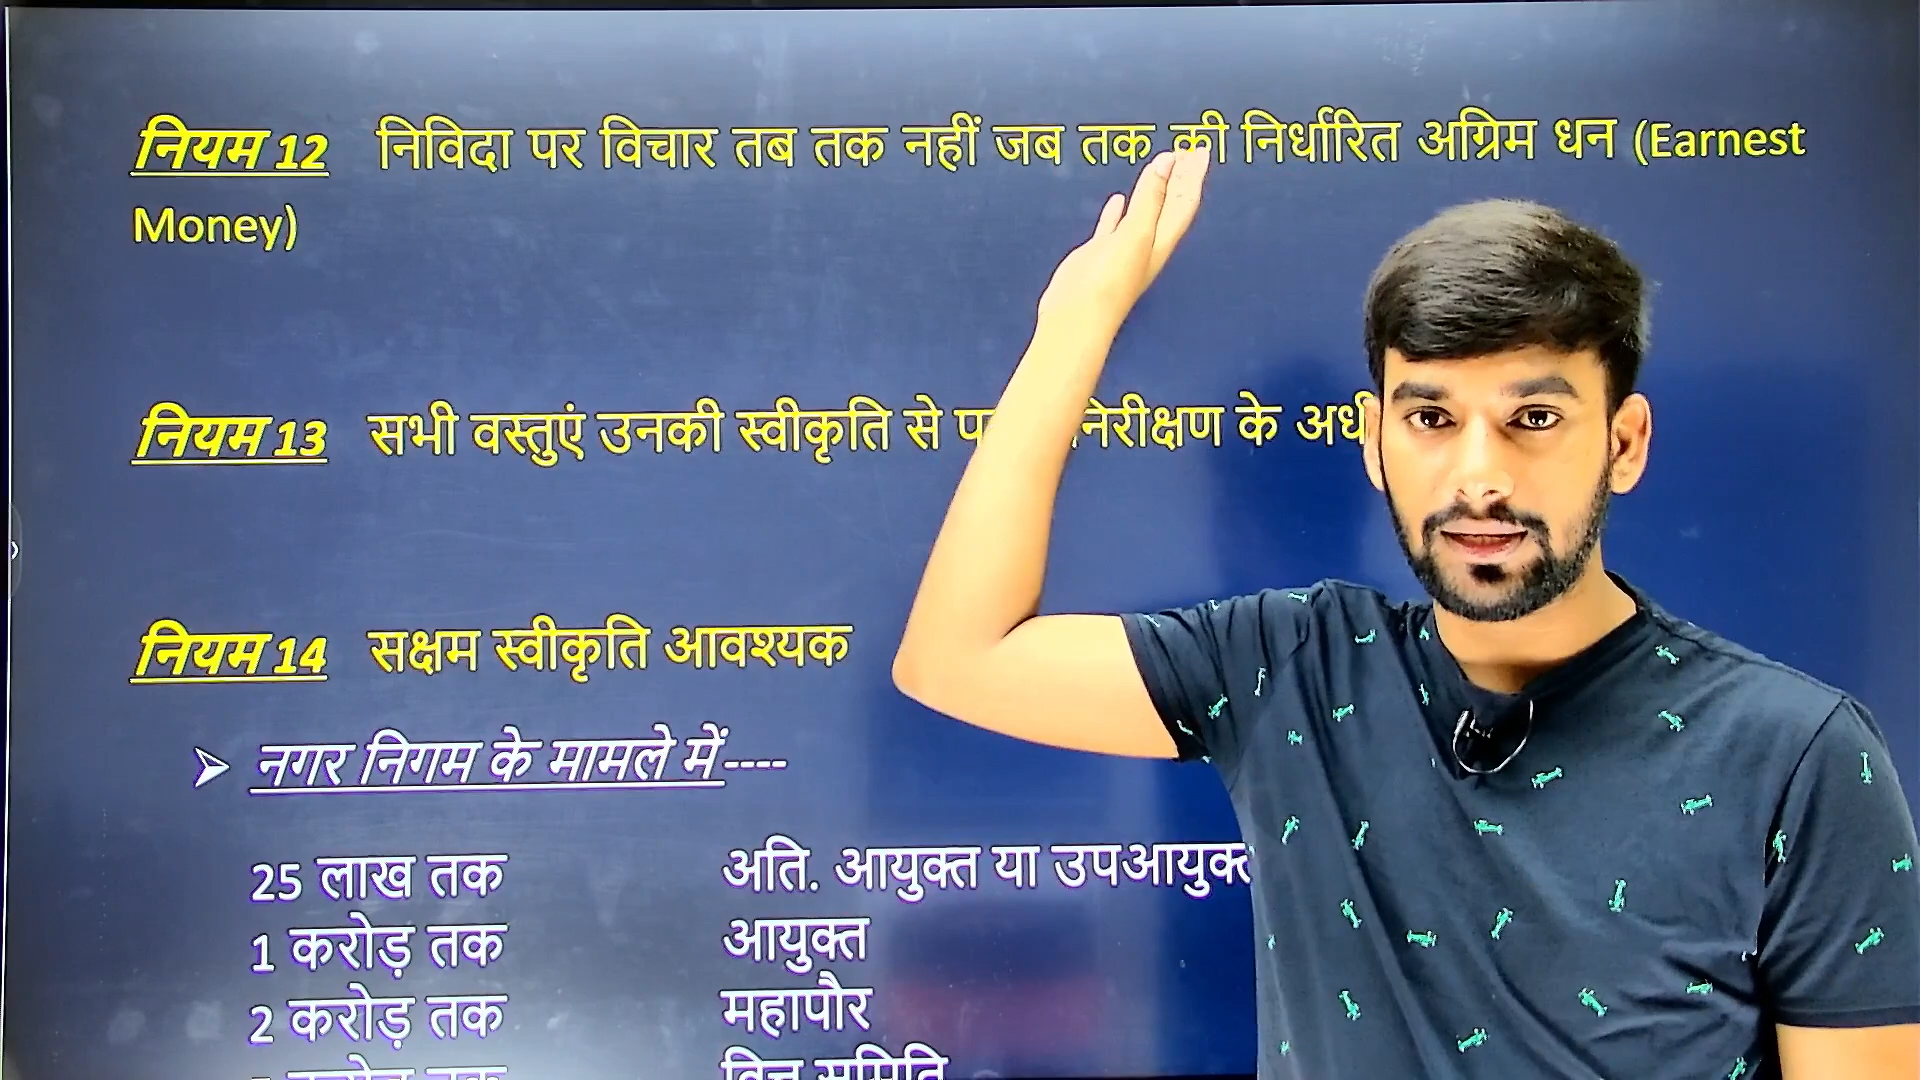 नियम 12 निविदा पर विचार तब तक नहीं जब तक की निर्धारित अग्रिम धन (Earnest
Money)
नियम 13 सभी वस्तुएं उनकी स्वीकृति से निरीक्षण के
नियम 14 सक्षम स्वीकृति आवश्यक
➢ नगर निगम के मामले में----
25 लाख तक अति. आयुक्त या उपआयुक्त
1 करोड़ तक आयुक्त
2 करोड़ तक महापौर
वित्त समिति